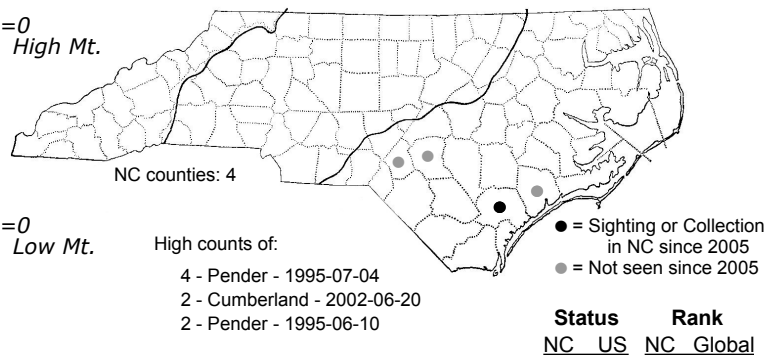 =0
High Mt.
NC counties: 4
=0
Low Mt.
High counts of:
4 - Pender - 1995-07-04
2 - Cumberland - 2002-06-20
2 - Pender - 1995-06-10
= Sighting or Collection
in NC since 2005
= Not seen since 2005
Status Rank
NC US NC Global